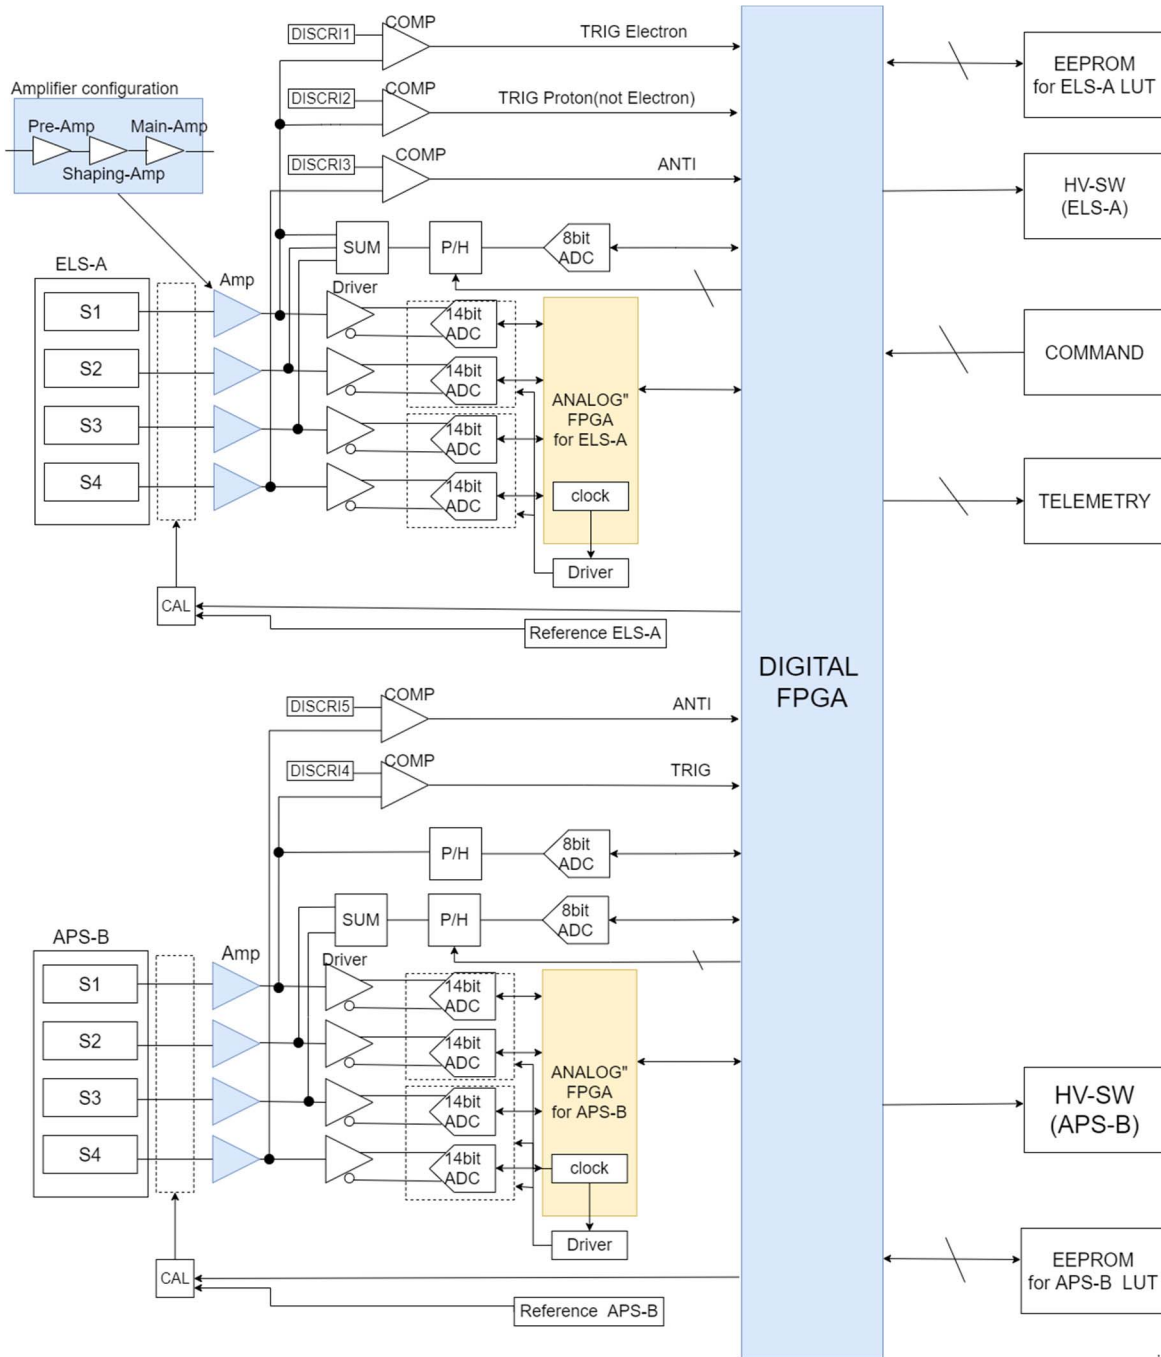 DISCRI1
COMP
TRIG Electron
DISCRI2
COMP
TRIG Proton(not Electron)
DISCRI3
COMP
ANTI
Amplifier configuration
Pre-Amp
Main-Amp
Shaping-Amp
SUM
P/H
8bit
ADC
ELS-A
S1
S2
S3
S4
Amp
Driver
14bit
ADC
14bit
ADC
14bit
ADC
14bit
ADC
ANALOG"
FPGA
for ELS-A
clock
Driver
CAL
Reference ELS-A
DIGITAL
FPGA
EEPROM
for ELS-A LUT
HV-SW
(ELS-A)
COMMAND
TELEMETRY
DISCRI5
COMP
ANTI
DISCRI4
COMP
TRIG
P/H
8bit
ADC
SUM
P/H
8bit
ADC
APS-B
S1
S2
S3
S4
Amp
Driver
14bit
ADC
14bit
ADC
14bit
ADC
14bit
ADC
ANALOG"
FPGA
for APS-B
clock
Driver
CAL
Reference APS-B
HV-SW
(APS-B)
EEPROM
for APS-B LUT